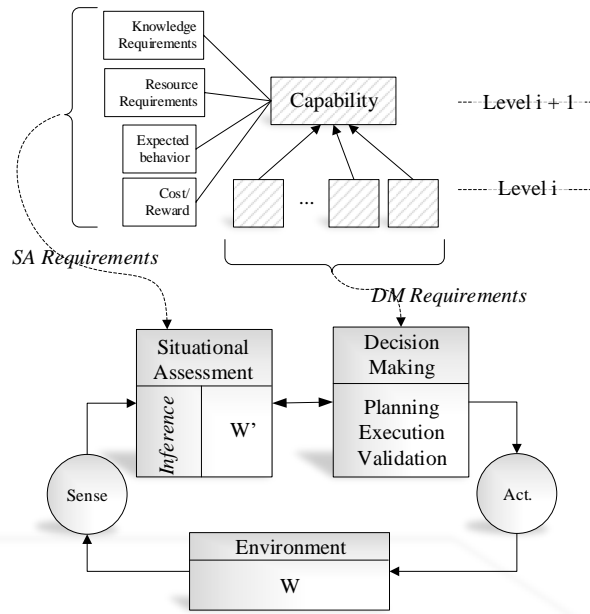 Knowledge
Requirements
Resource
Requirements
Expected
behavior
Cost/
Reward
Capability
Level i + 1
...
Level i
SA Requirements
DM Requirements
Situational
Assessment
Inference
W’
Decision
Making
Planning
Execution
Validation
Sense
Act.
Environment
W